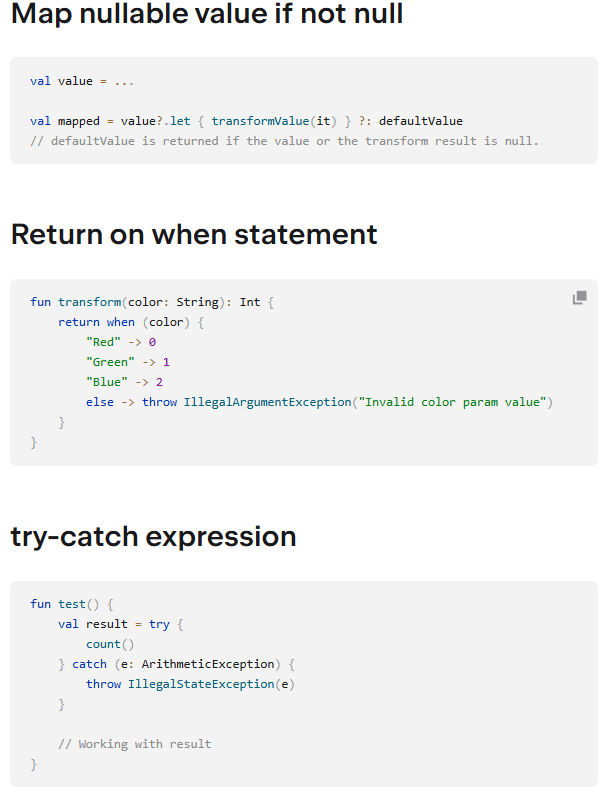 Map nullable value if not null
val value = ...
val mapped = value?.let { transformValue(it) } ?: defaultValue
// defaultValue is returned if the value or the transform result is null.
Return on when statement
fun transform(color: String): Int {
    return when (color) {
        "Red" -> 0
        "Green" -> 1
        "Blue" -> 2
        else -> throw IllegalArgumentException("Invalid color param value")
    }
}
try-catch expression
fun test() {
    val result = try {
        count()
    } catch (e: ArithmeticException) {
        throw IllegalStateException(e)
    }
    // Working with result
}